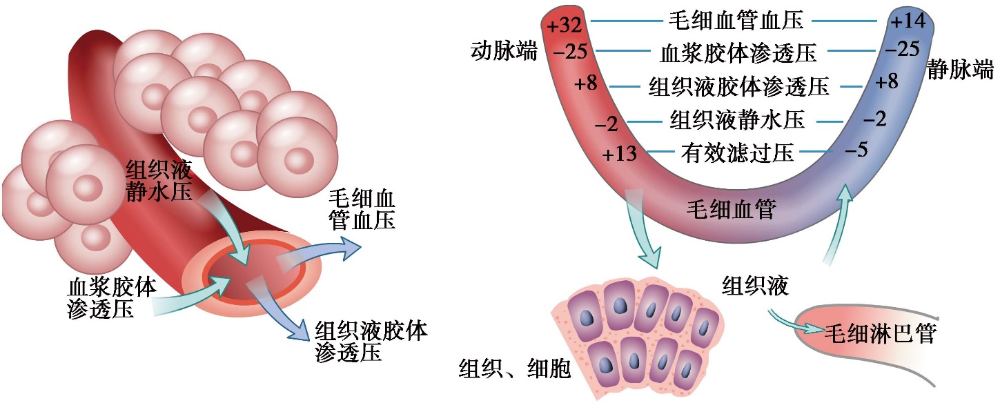 组织液
静水压
毛细血
管血压
血浆胶体
渗透压
组织液胶体
渗透压
动脉端
静脉端
+32 毛细血管血压 +14
−25 血浆胶体渗透压 −25
+8 组织液胶体渗透压 +8
−2 组织液静水压 −2
+13 有效滤过压 −5
毛细血管
组织液
毛细淋巴管
组织、细胞